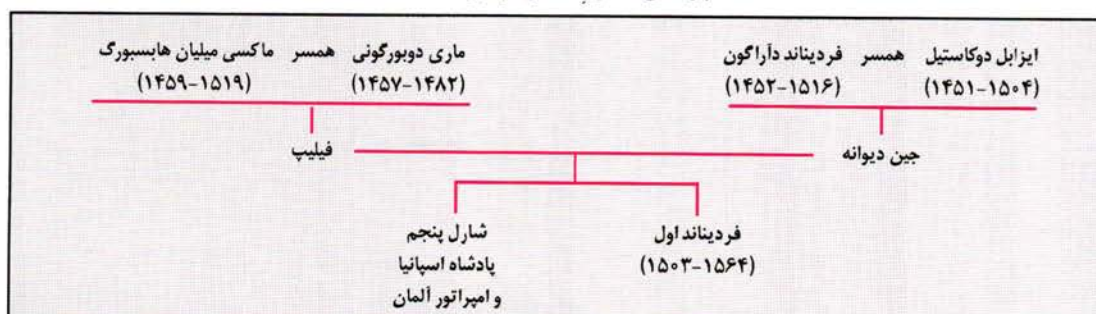 ایزابل دوکاستیل همسر فردیناند دآراگون
(۱۴۵۱-۱۵۰۴) (۱۴۵۲-۱۵۱۶)
ماری دوبورگونی همسر ماکسی میلیان هابسبورگ
(۱۴۵۷-۱۴۸۲) (۱۴۵۹-۱۵۱۹)
جین دیوانه
فیلیپ
فردیناند اول
(۱۵۰۳-۱۵۶۴)
شارل پنجم
پادشاه اسپانیا
و امپراتور آلمان